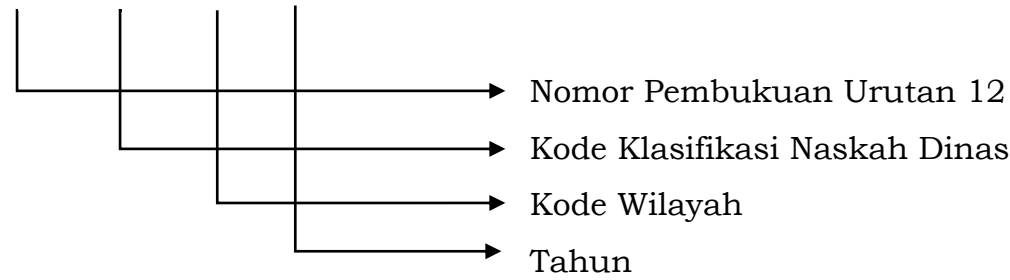 Nomor Pembukuan Urutan 12
Kode Klasifikasi Naskah Dinas
Kode Wilayah
Tahun